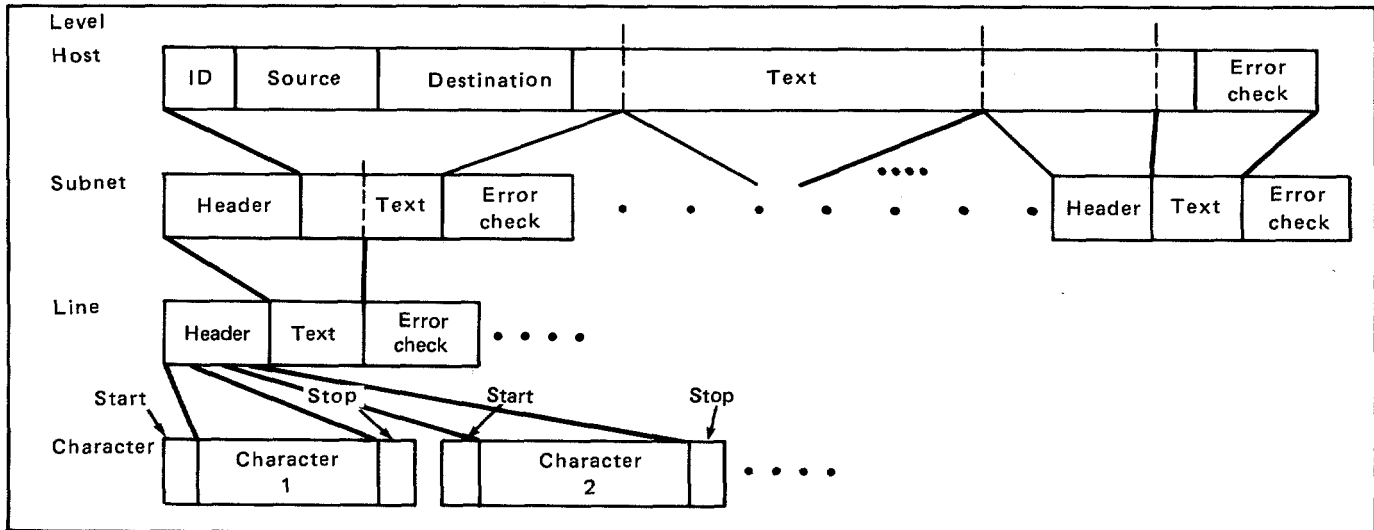 Level
Host
ID Source Destination Text Error check
Subnet
Header Text Error check Header Text Error check
Line
Header Text Error check
Start Stop Start Stop
Character
Character 1 Character 2